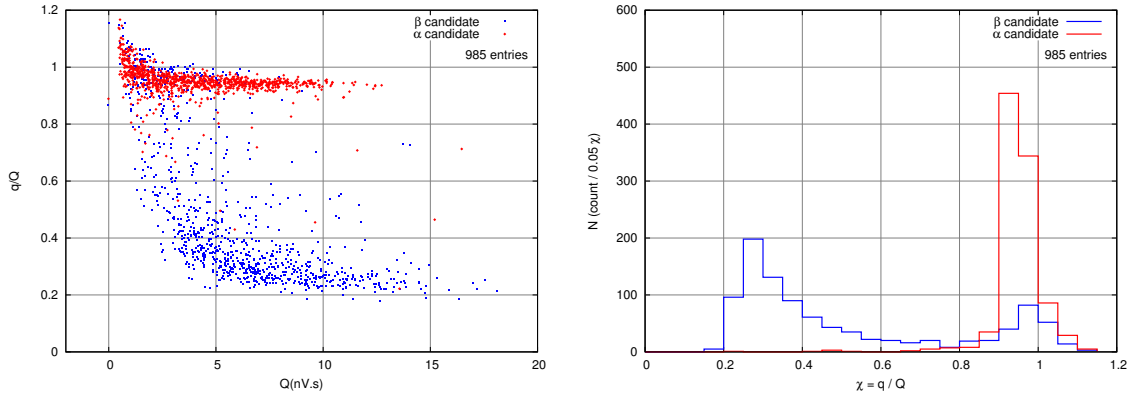 β candidate
α candidate
985 entries
q/Q
1.2
1
0.8
0.6
0.4
0.2
0
0 5 10 15 20
Q(nV.s)
β candidate
α candidate
985 entries
N (count / 0.05 χ)
600
500
400
300
200
100
0
0 0.2 0.4 0.6 0.8 1 1.2
χ = q / Q